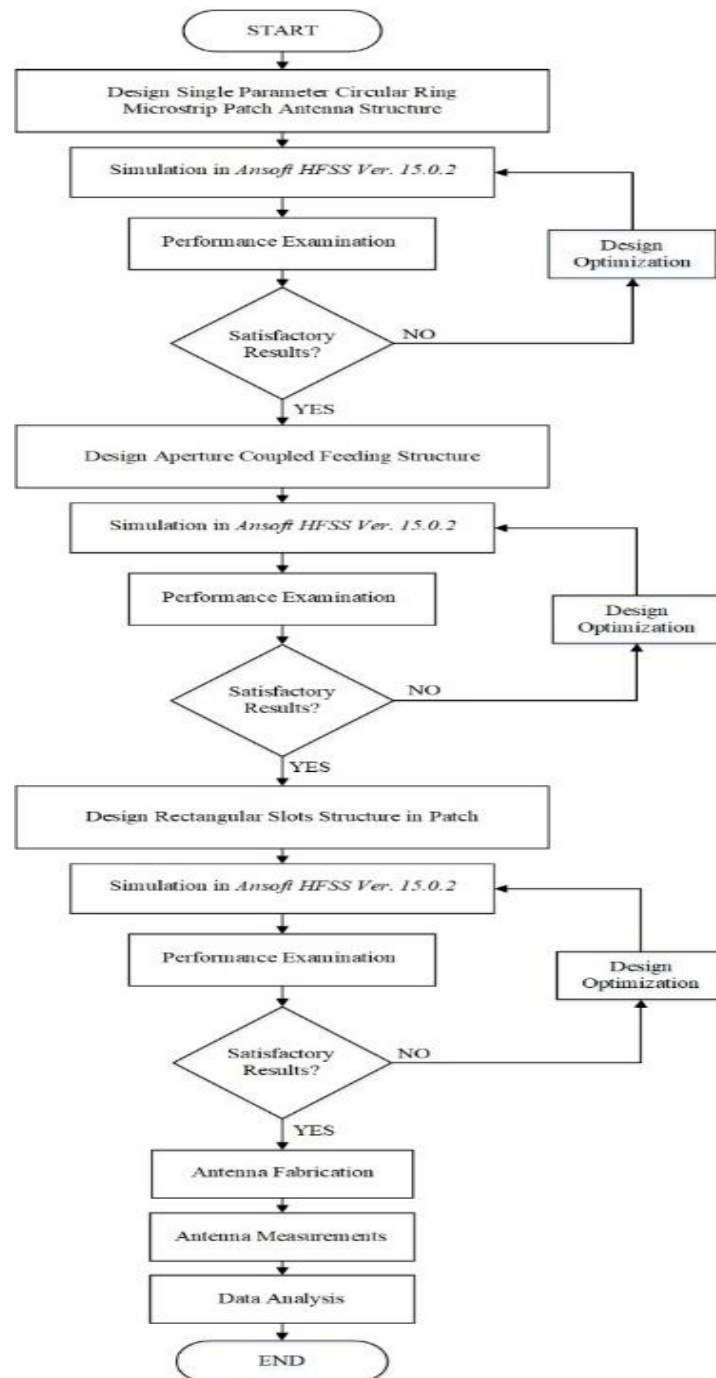 START
Design Single Parameter Circular Ring
Microstrip Patch Antenna Structure
Simulation in Ansoft HFSS Ver. 15.0.2
Performance Examination
Design
Optimization
Satisfactory
Results?
NO
YES
Design Aperture Coupled Feeding Structure
Simulation in Ansoft HFSS Ver. 15.0.2
Performance Examination
Design
Optimization
Satisfactory
Results?
NO
YES
Design Rectangular Slots Structure in Patch
Simulation in Ansoft HFSS Ver. 15.0.2
Performance Examination
Design
Optimization
Satisfactory
Results?
NO
YES
Antenna Fabrication
Antenna Measurements
Data Analysis
END